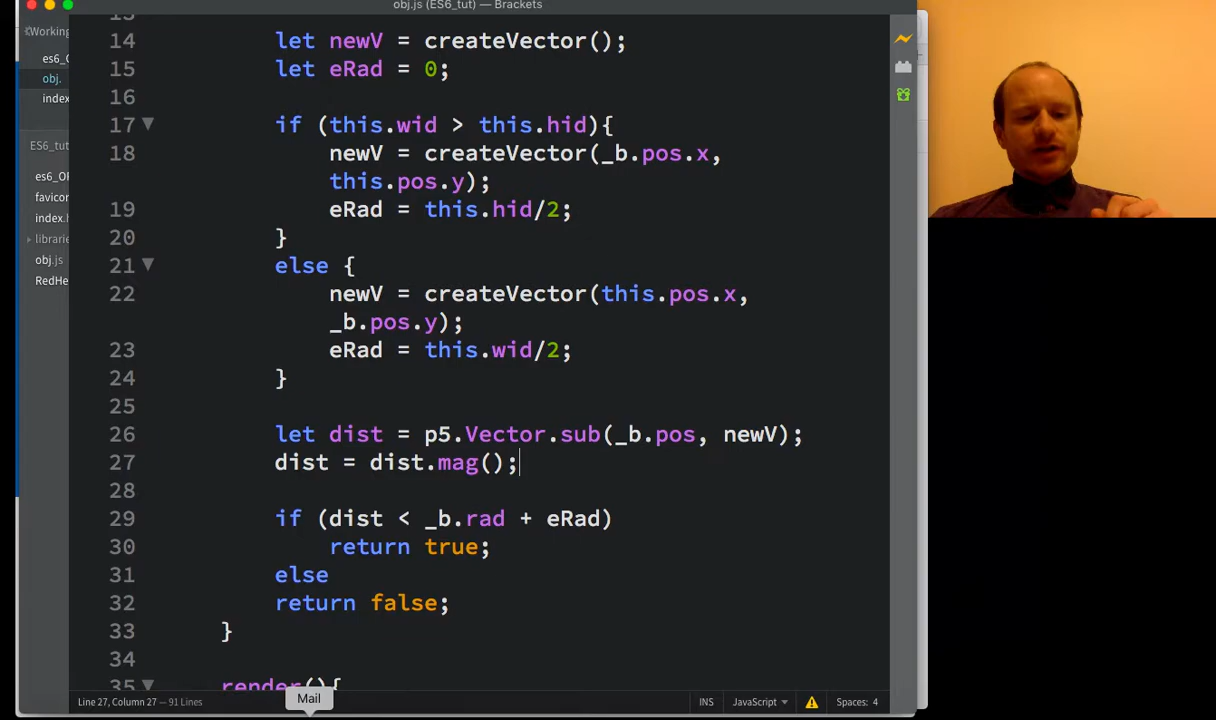 obj.js (ES6_tut) — Brackets
Working
es6_
obj.
index
ES6_tut
es6_
favico
index.
librarie
obj.js
RedHe
14 let newV = createVector();
15 let eRad = 0;
16
17 if (this.wid > this.hid){
18 newV = createVector(_b.pos.x,
this.pos.y);
19 eRad = this.hid/2;
20 }
21 else {
22 newV = createVector(this.pos.x,
_b.pos.y);
23 eRad = this.wid/2;
24 }
25
26 let dist = p5.Vector.sub(_b.pos, newV);
27 dist = dist.mag();
28
29 if (dist < _b.rad + eRad)
30 return true;
31 else
32 return false;
33 }
34
35 render(){
Mail
Line 27, Column 27 — 91 Lines
INS
JavaScript
Spaces: 4